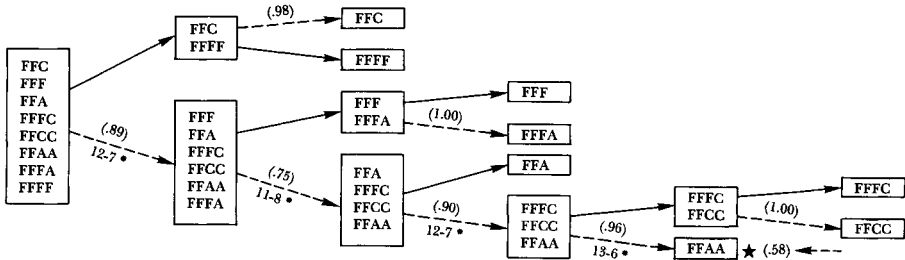 FFC
FFF
FFA
FFFC
FFCC
FFAA
FFFA
FFFF
(.89)
12-7 *
FFC
FFFF
(.98)
FFC
FFFF
FFF
FFA
FFFC
FFCC
FFAA
FFFA
(.75)
11-8 *
FFF
FFFA
(1.00)
FFF
FFFA
FFA
FFFC
FFCC
FFAA
(.90)
12-7 *
FFA
FFFC
FFCC
FFAA
(.96)
13-6 *
FFFC
FFCC
(1.00)
FFFC
FFCC
FFAA ★ (.58)